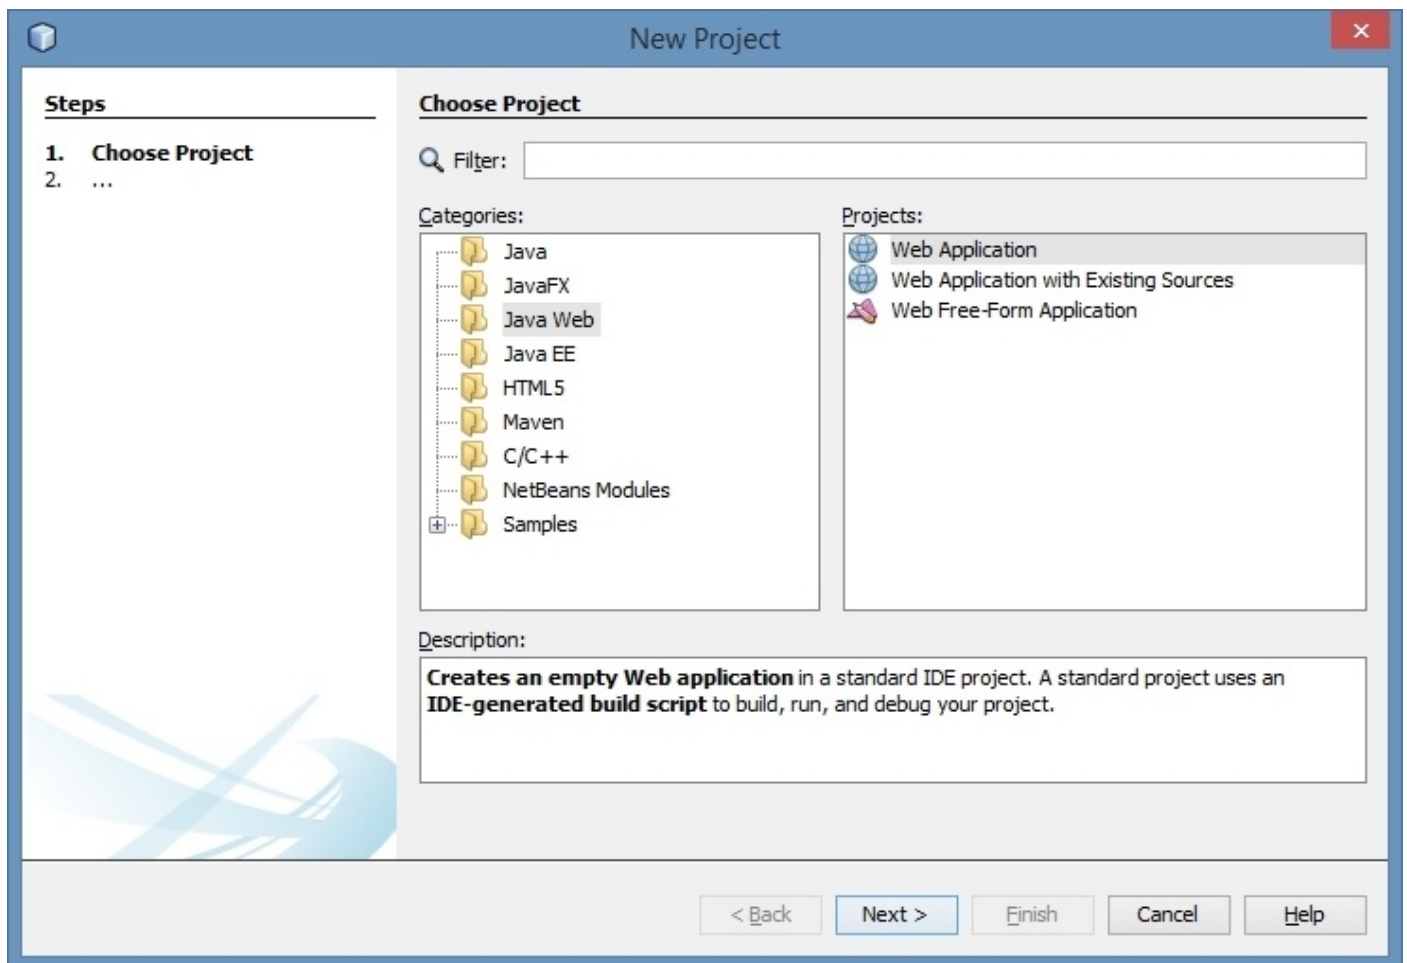 New Project
Steps
1. Choose Project
2. ...
Choose Project
Filter:
Categories:
Java
JavaFX
Java Web
Java EE
HTML5
Maven
C/C++
NetBeans Modules
Samples
Projects:
Web Application
Web Application with Existing Sources
Web Free-Form Application
Description:
Creates an empty Web application in a standard IDE project. A standard project uses an
IDE-generated build script to build, run, and debug your project.
< Back
Next >
Finish
Cancel
Help